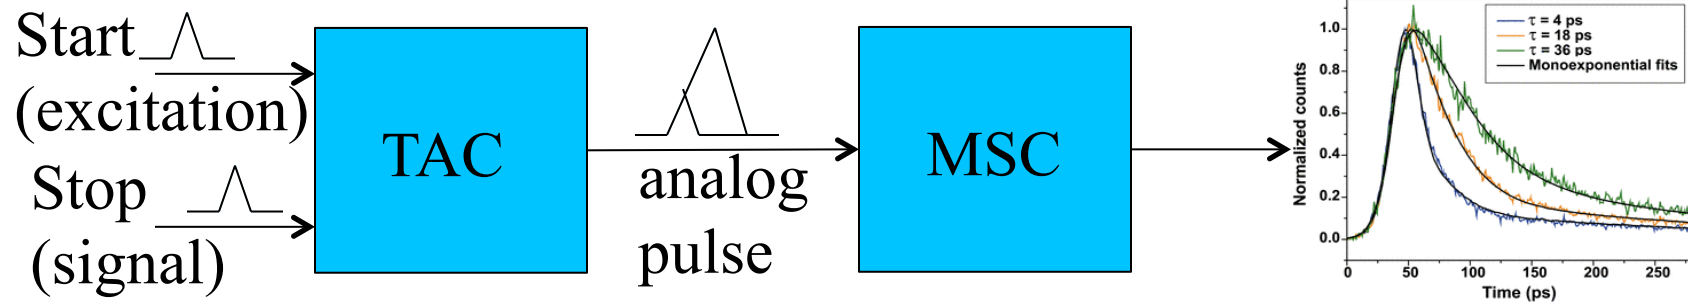 Start
(excitation)
Stop
(signal)
TAC
analog
pulse
MSC
τ = 4 ps
τ = 18 ps
τ = 36 ps
Monoexponential fits
Normalized counts
1.0
0.8
0.6
0.4
0.2
0.0
0 50 100 150 200 250
Time (ps)